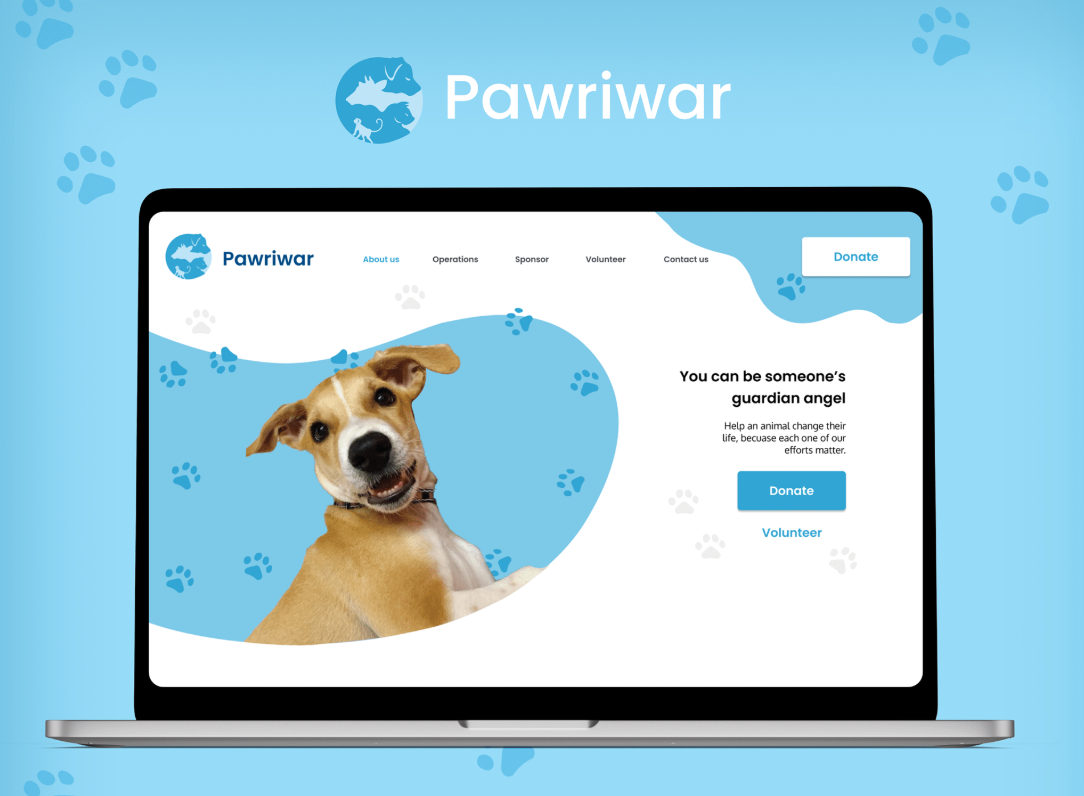 Pawriwar
Pawriwar
About us
Operations
Sponsor
Volunteer
Contact us
Donate
You can be someone’s
guardian angel
Help an animal change their
life, becuase each one of our
efforts matter.
Donate
Volunteer